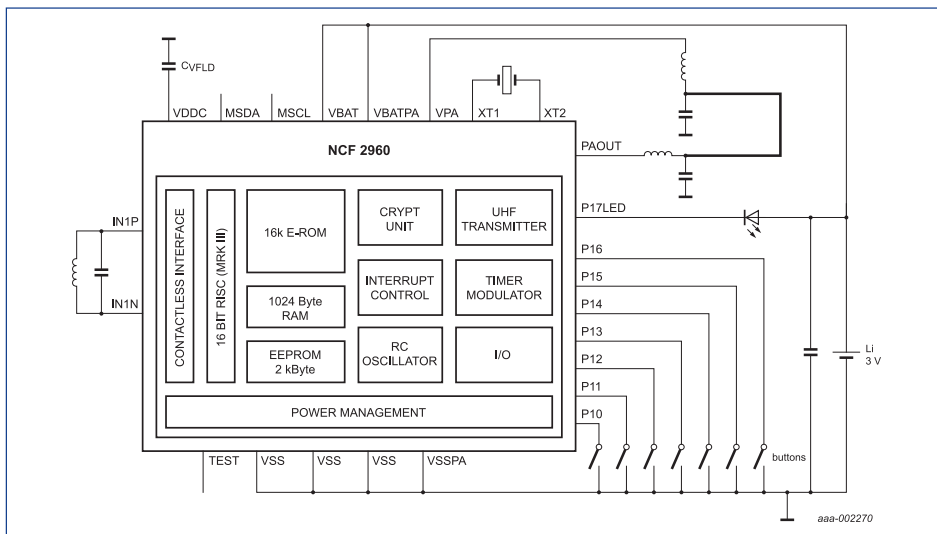 CVFLD
VDDC
MSDA
MSCL
VBAT
VBATPA
VPA
XT1
XT2
NCF 2960
PAOUT
IN1P
IN1N
CONTACTLESS INTERFACE
16 BIT RISC (MRK III)
16k E-ROM
1024 Byte
RAM
EEPROM
2 kByte
CRYPT
UNIT
INTERRUPT
CONTROL
RC
OSCILLATOR
UHF
TRANSMITTER
TIMER
MODULATOR
I/O
POWER MANAGEMENT
P17LED
P16
P15
P14
P13
P12
P11
P10
Li
3 V
buttons
TEST
VSS
VSS
VSS
VSSPA
aaa-002270